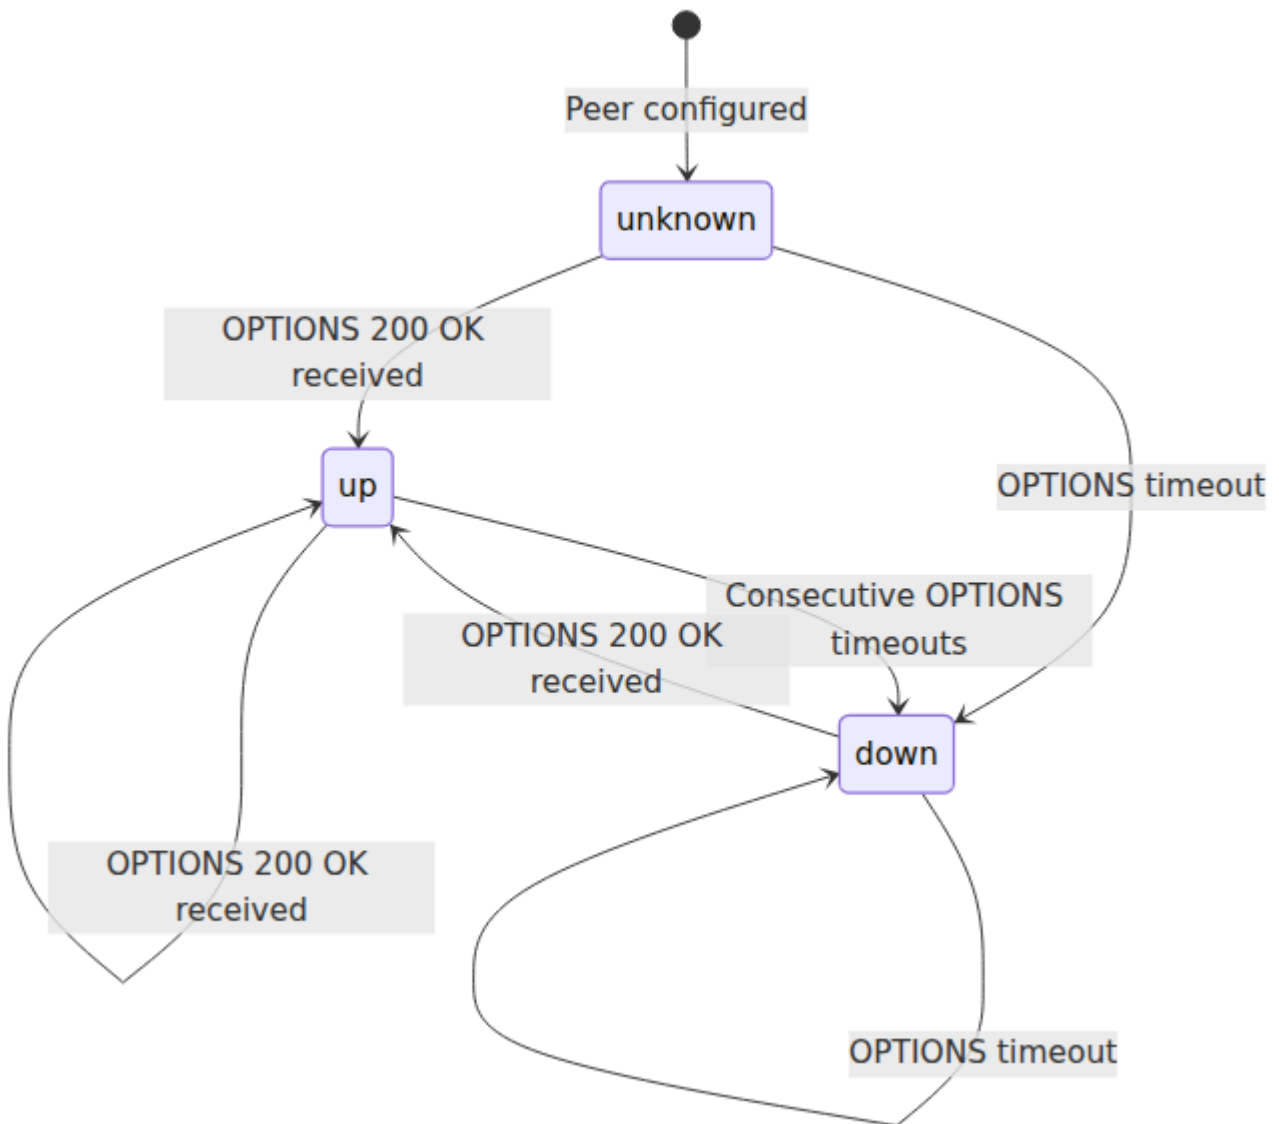 Peer configured
unknown
OPTIONS 200 OK
received
up
OPTIONS timeout
Consecutive OPTIONS
timeouts
OPTIONS 200 OK
received
down
OPTIONS 200 OK
received
OPTIONS timeout